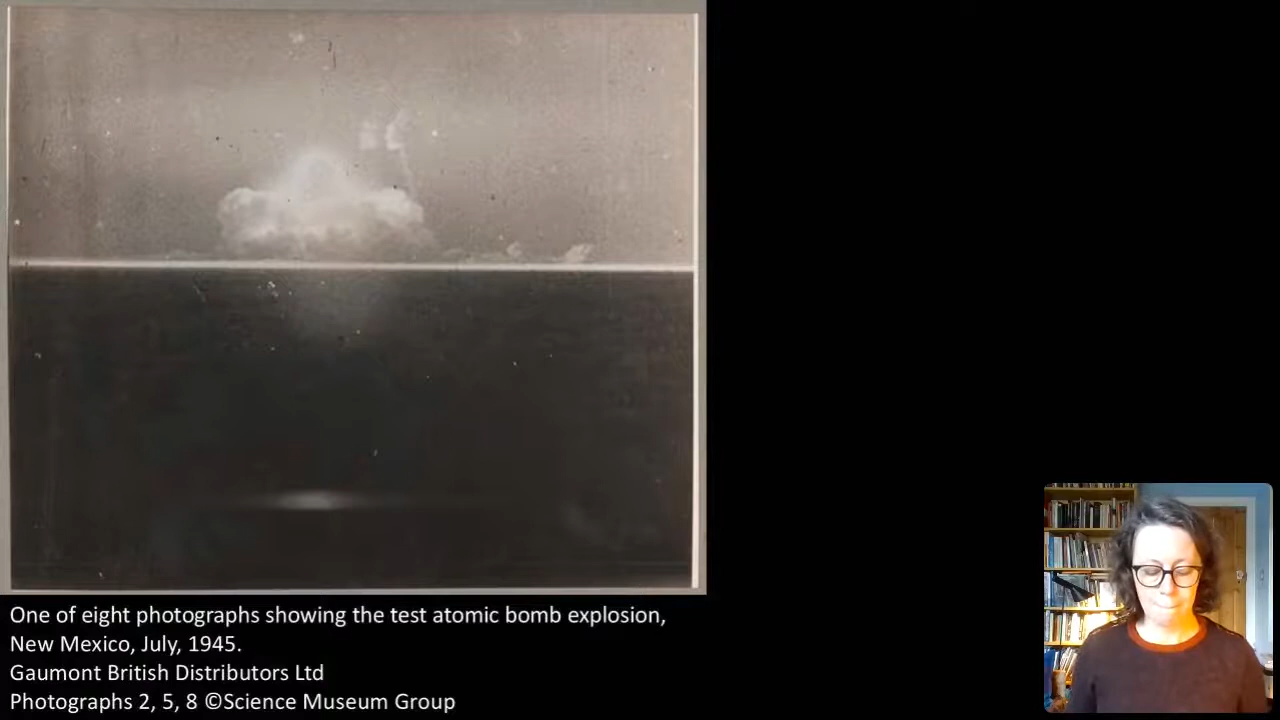 One of eight photographs showing the test atomic bomb explosion,
New Mexico, July, 1945.
Gaumont British Distributors Ltd
Photographs 2, 5, 8 ©Science Museum Group